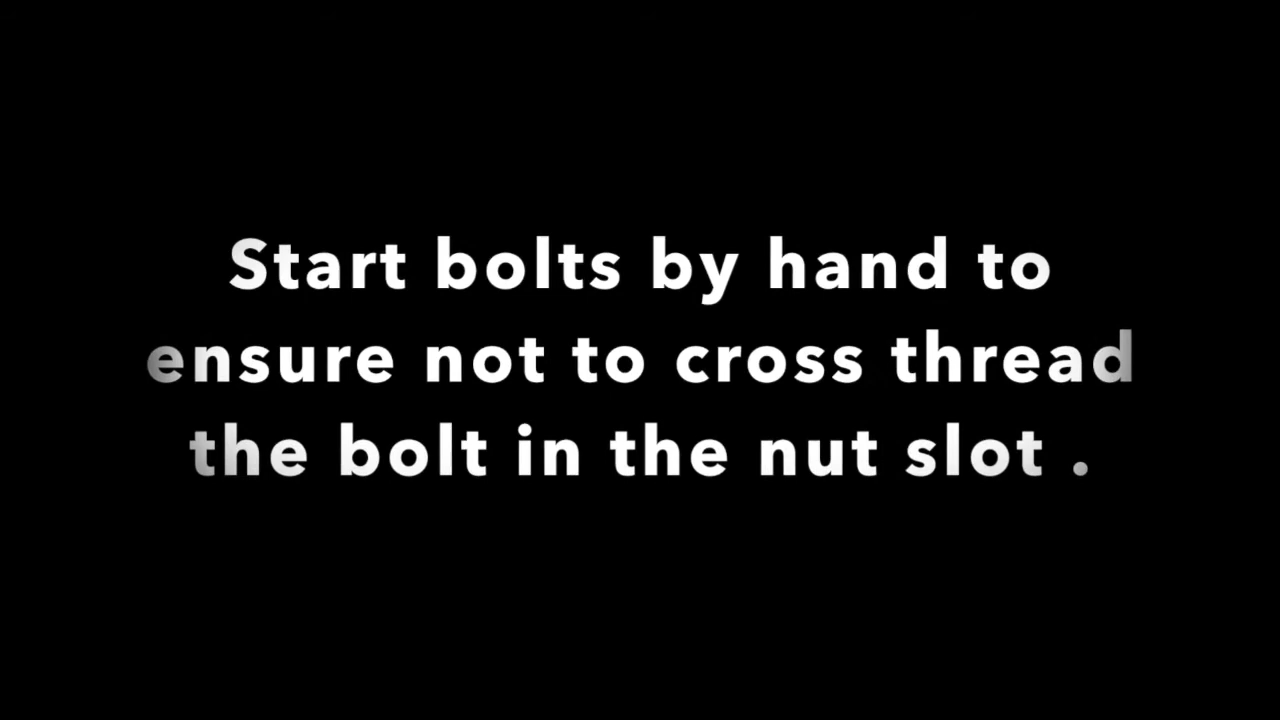 Start bolts by hand to
ensure not to cross thread
the bolt in the nut slot .